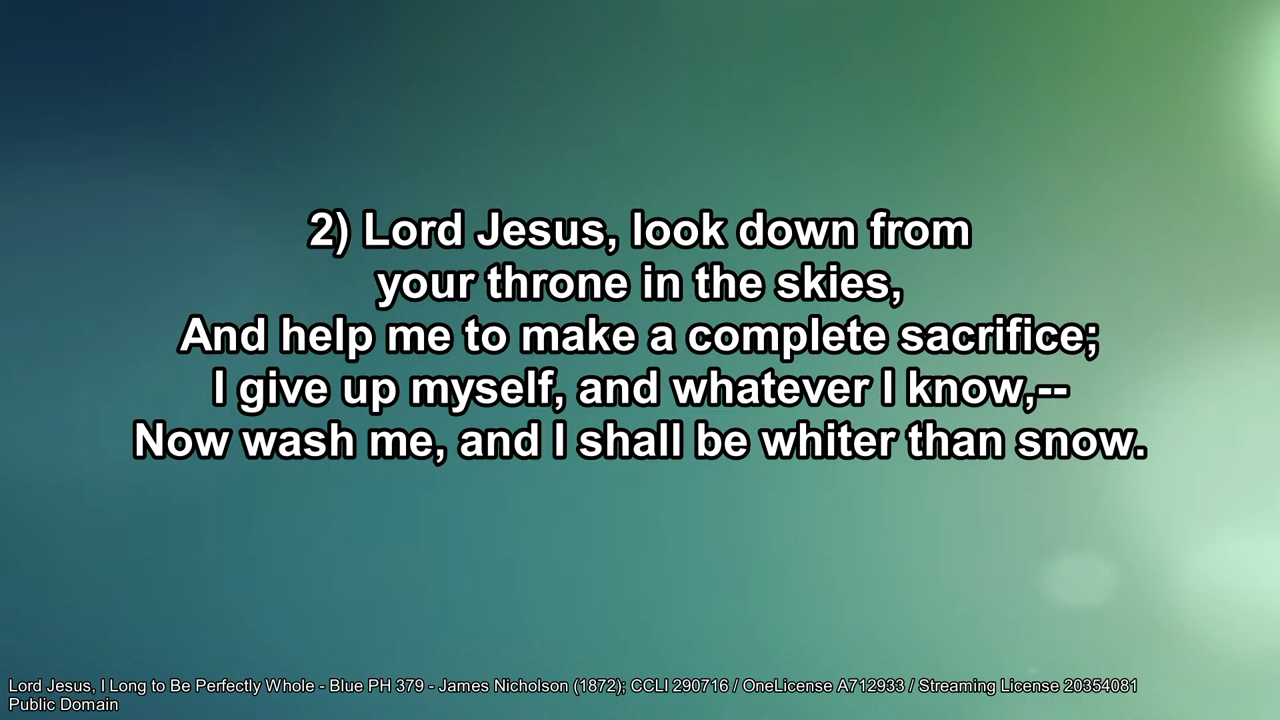 2) Lord Jesus, look down from
your throne in the skies,
And help me to make a complete sacrifice;
I give up myself, and whatever I know,--
Now wash me, and I shall be whiter than snow.
Lord Jesus, I Long to Be Perfectly Whole - Blue PH 379 - James Nicholson (1872); CCLI 290716 / OneLicense A712933 / Streaming License 20354081
Public Domain